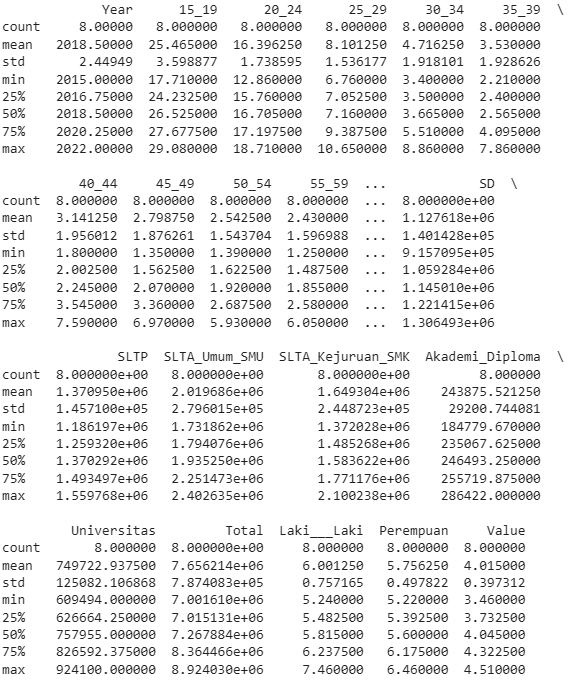 Year 15_19 20_24 25_29 30_34 35_39 \
count 8.00000 8.000000 8.000000 8.000000 8.000000 8.000000
mean 2018.50000 25.465000 16.396250 8.101250 4.716250 3.530000
std 2.44949 3.598877 1.738595 1.536177 1.918101 1.928626
min 2015.00000 17.710000 12.860000 6.760000 3.400000 2.210000
25% 2016.75000 24.232500 15.760000 7.052500 3.500000 2.400000
50% 2018.50000 26.525000 16.705000 7.160000 3.665000 2.565000
75% 2020.25000 27.677500 17.197500 9.387500 5.510000 4.095000
max 2022.00000 29.080000 18.710000 10.650000 8.860000 7.860000
40_44 45_49 50_54 55_59 ... SD \
count 8.000000 8.000000 8.000000 8.000000 ... 8.000000e+00
mean 3.141250 2.798750 2.542500 2.430000 ... 1.127618e+06
std 1.956012 1.876261 1.543704 1.596988 ... 1.401428e+05
min 1.800000 1.350000 1.390000 1.250000 ... 9.157095e+05
25% 2.002500 1.562500 1.622500 1.487500 ... 1.059284e+06
50% 2.245000 2.070000 1.920000 1.855000 ... 1.145010e+06
75% 3.545000 3.360000 2.687500 2.580000 ... 1.221415e+06
max 7.590000 6.970000 5.930000 6.050000 ... 1.306493e+06
SLTP SLTA_Umum_SMU SLTA_Kejuruan_SMK Akademi_Diploma \
count 8.000000e+00 8.000000e+00 8.000000e+00 8.000000
mean 1.370950e+06 2.019686e+06 1.649304e+06 243875.521250
std 1.457100e+05 2.796015e+05 2.448723e+05 29200.744081
min 1.186197e+06 1.731862e+06 1.372028e+06 184779.670000
25% 1.259320e+06 1.794076e+06 1.485268e+06 235067.625000
50% 1.370292e+06 1.935250e+06 1.583622e+06 246493.250000
75% 1.493497e+06 2.251473e+06 1.771176e+06 255719.875000
max 1.559768e+06 2.402635e+06 2.100238e+06 286422.000000
Universitas Total Laki___Laki Perempuan Value
count 8.000000 8.000000e+00 8.000000 8.000000 8.000000
mean 749722.937500 7.656214e+06 6.001250 5.756250 4.015000
std 125082.106868 7.874083e+05 0.757165 0.497822 0.397312
min 609494.000000 7.001610e+06 5.240000 5.220000 3.460000
25% 626664.250000 7.015131e+06 5.482500 5.392500 3.732500
50% 757955.000000 7.267884e+06 5.815000 5.600000 4.045000
75% 826592.375000 8.364466e+06 6.237500 6.175000 4.322500
max 924100.000000 8.924030e+06 7.460000 6.460000 4.510000